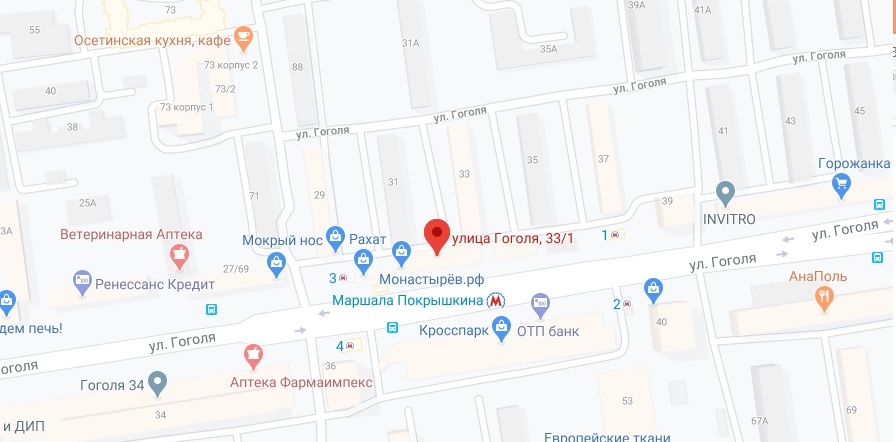 55
73
31А
39А
35А
Осетинская кухня, кафе
73 корпус 2
88
ул. Гоголя
40
73/2
73 корпус 1
ул. Гоголя
38
ул. Гоголя
41
43
45
71
29
31
33
35
37
Горожанка
25А
39
INVITRO
Ветеринарная Аптека
Мокрый нос
Рахат
улица Гоголя, 33/1
1
ул. Гоголя
27/69
3
Монастырёв.рф
ул. Гоголя
АнаПоль
Ренессанс Кредит
Маршала Покрышкина
М
2
дем печь!
Кросспарк
ОТП банк
40
ул. Гоголя
4
оголя
36
Гоголя 34
Аптека Фармаимпекс
34
53
67А
69
и ДИП
Европейские ткани